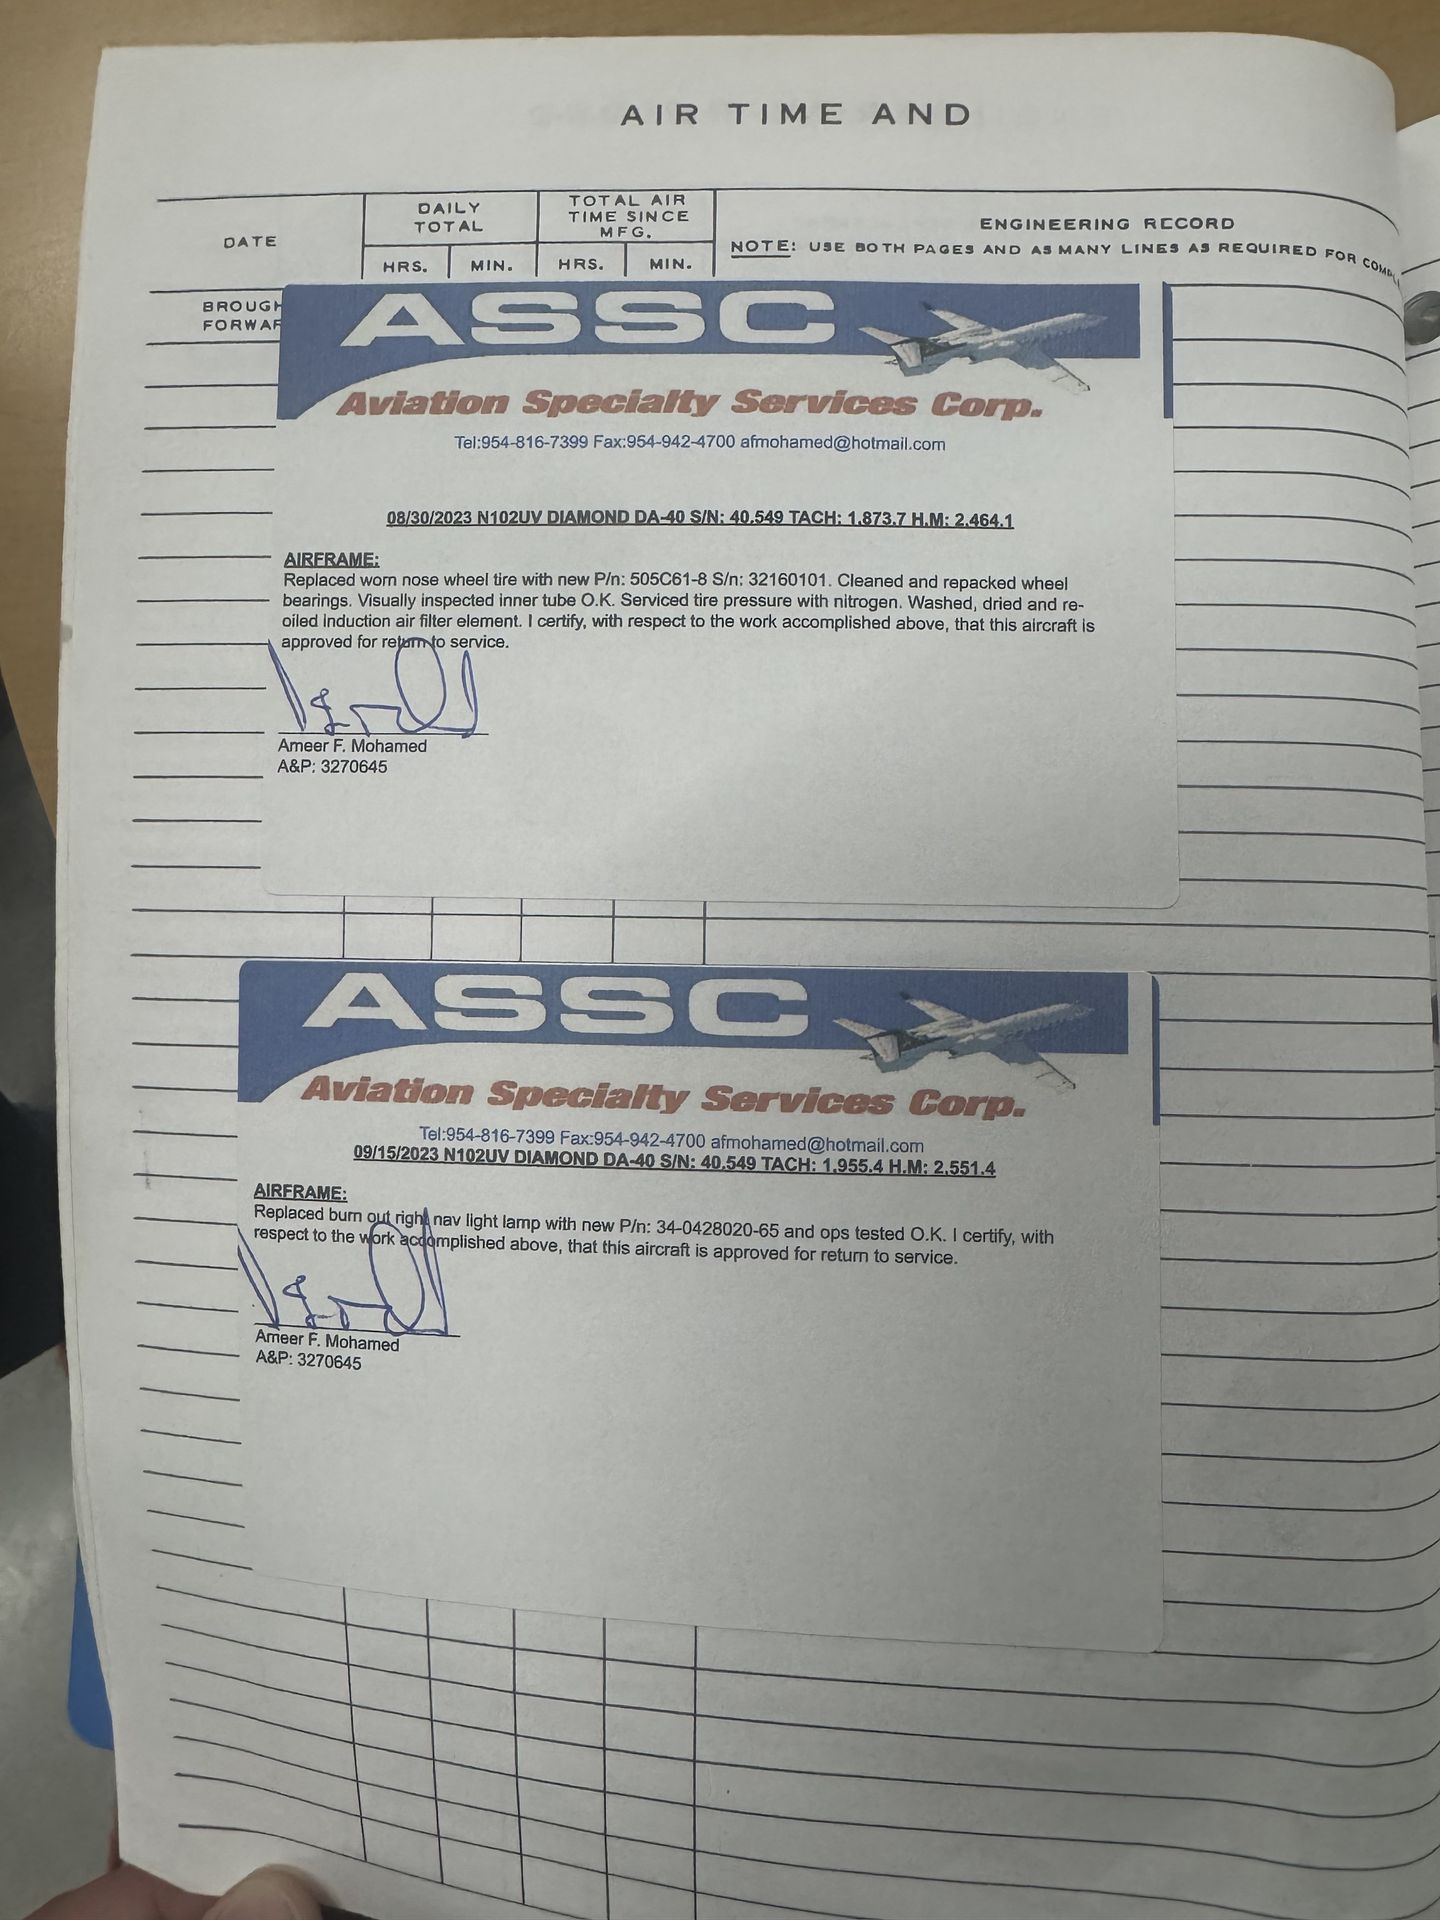 AIR TIME AND
DATE
DAILY TOTAL
TOTAL AIR TIME SINCE MFG.
HRS.
MIN.
HRS.
MIN.
ENGINEERING RECORD
NOTE: USE BOTH PAGES AND AS MANY LINES AS REQUIRED FOR
BROUGH
FORWAR
ASSC
Aviation Specialty Services Corp.
Tel:954-816-7399 Fax:954-942-4700 afmohamed@hotmail.com
08/30/2023 N102UV DIAMOND DA-40 S/N: 40.549 TACH: 1,873.7 H.M: 2,464.1
AIRFRAME:
Replaced worn nose wheel tire with new P/n: 505C61-8 S/n: 32160101. Cleaned and repacked wheel
bearings. Visually inspected inner tube O.K. Serviced tire pressure with nitrogen. Washed, dried and re-
oiled Induction air filter element. I certify, with respect to the work accomplished above, that this aircraft is
approved for return to service.
Ameer F. Mohamed
A&P: 3270645
ASSC
Aviation Specialty Services Corp.
Tel:954-816-7399 Fax:954-942-4700 afmohamed@hotmail.com
09/15/2023 N102UV DIAMOND DA-40 S/N: 40.549 TACH: 1,955.4 H.M: 2,551.4
AIRFRAME:
Replaced burn out right nav light lamp with new P/n: 34-0428020-65 and ops tested O.K. I certify, with
respect to the work accomplished above, that this aircraft is approved for return to service.
Ameer F. Mohamed
A&P: 3270645